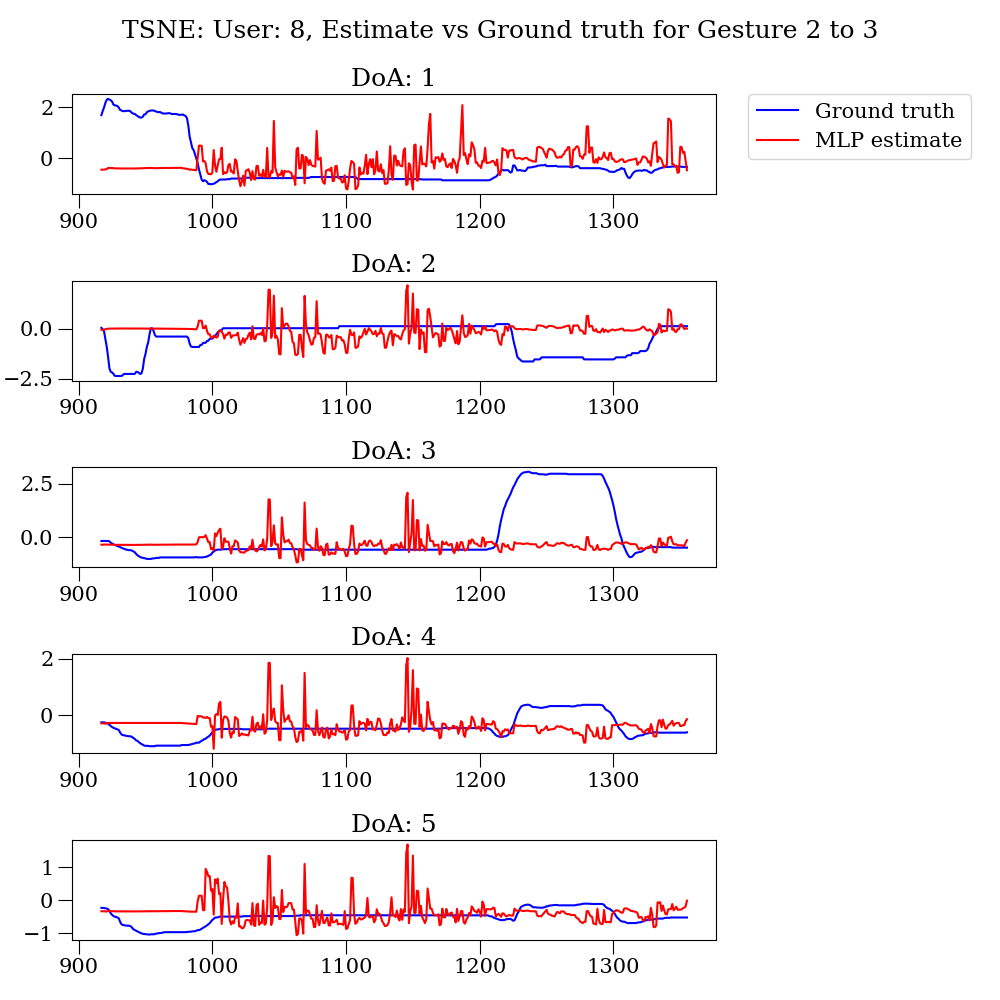 TSNE: User: 8, Estimate vs Ground truth for Gesture 2 to 3
DoA: 1
Ground truth
MLP estimate
2
0
900 1000 1100 1200 1300
DoA: 2
0.0
−2.5
900 1000 1100 1200 1300
DoA: 3
2.5
0.0
900 1000 1100 1200 1300
DoA: 4
2
0
900 1000 1100 1200 1300
DoA: 5
1
0
−1
900 1000 1100 1200 1300